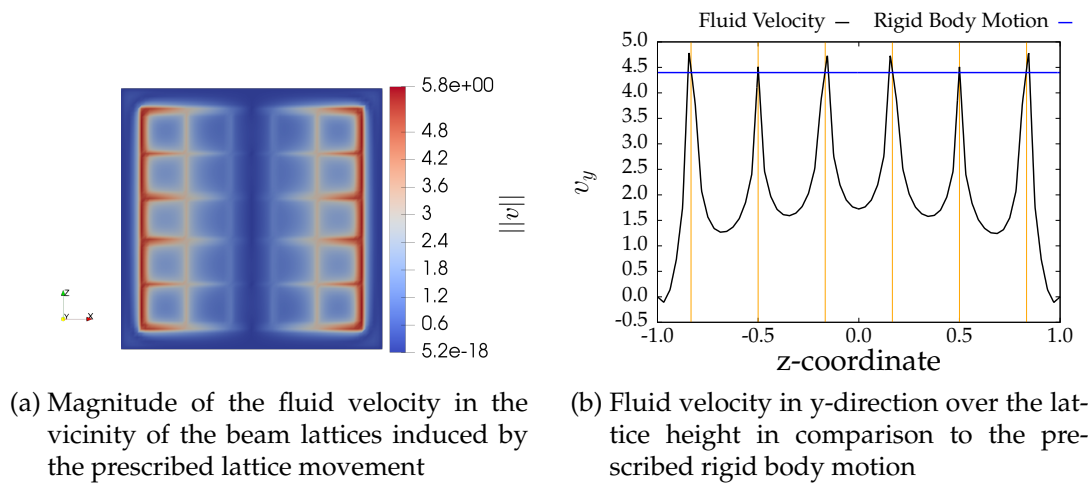 5.8e+00
4.8
4.2
3.6
3
2.4
1.8
1.2
0.6
5.2e-18
||v||
Z
Y
X
Fluid Velocity
Rigid Body Motion
5.0
4.5
4.0
3.5
3.0
2.5
2.0
1.5
1.0
0.5
0.0
-0.5
v_y
-1.0 -0.5 0.0 0.5 1.0
z-coordinate
(a) Magnitude of the fluid velocity in the
vicinity of the beam lattices induced by
the prescribed lattice movement
(b) Fluid velocity in y-direction over the lat-
tice height in comparison to the pre-
scribed rigid body motion